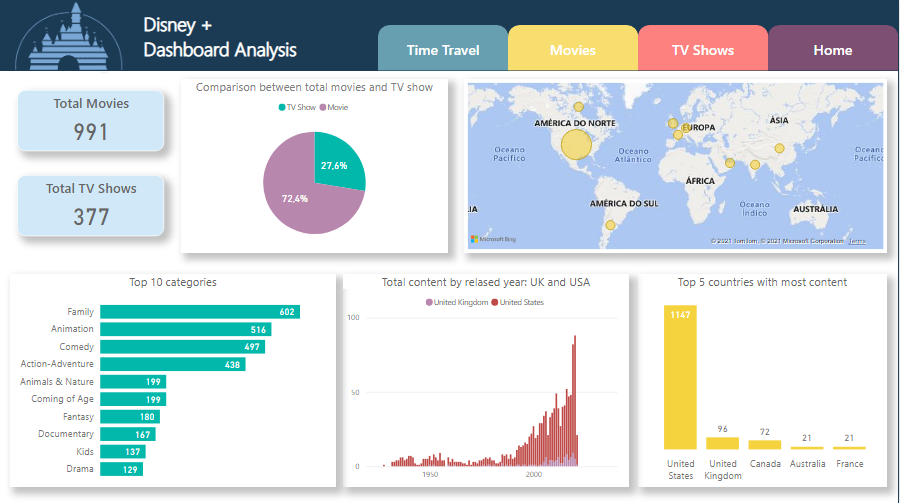 Disney +
Dashboard Analysis
Time Travel
Movies
TV Shows
Home
Total Movies
991
Total TV Shows
377
Comparison between total movies and TV show
TV Show Movie
27,6%
72,4%
AMÉRICA DO NORTE
EUROPA
ÁSIA
Oceano
Pacífico
Oceano
Atlântico
Oceano
Pacífic
ÁFRICA
AMÉRICA DO SUL
Oceano
Índico
AUSTRÁLIA
IA
Microsoft Bing
© 2021 TomTom, © 2021 Microsoft Corporation Terms
Top 10 categories
Family 602
Animation 516
Comedy 497
Action-Adventure 438
Animals & Nature 199
Coming of Age 199
Fantasy 180
Documentary 167
Kids 137
Drama 129
Total content by relased year: UK and USA
United Kingdom United States
100
50
0
1950 2000
Top 5 countries with most content
1147
96
72
21
21
United
States
United
Kingdom
Canada
Australia
France